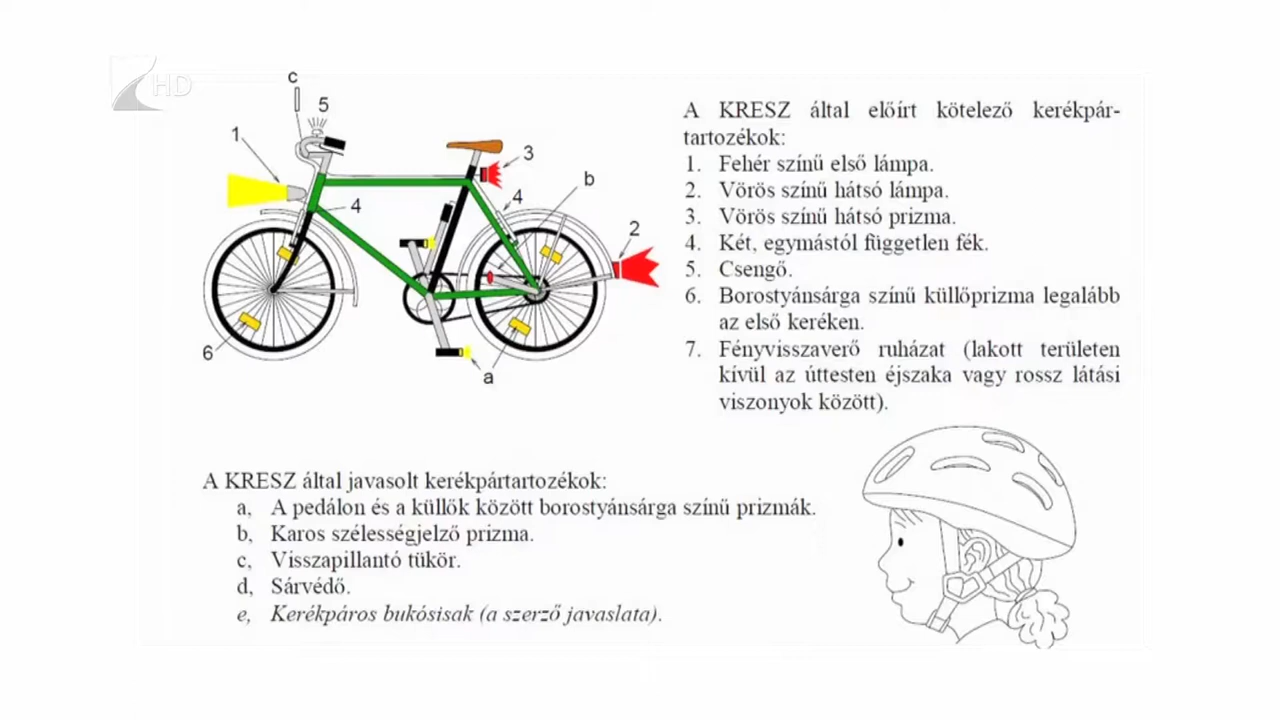 HD
c
5
1
3
b
4
4
2
6
a
A KRESZ által előírt kötelező kerékpár-
tartozékok:
1. Fehér színű első lámpa.
2. Vörös színű hátsó lámpa.
3. Vörös színű hátsó prizma.
4. Két, egymástól független fék.
5. Csengő.
6. Borostyánsárga színű küllőprizma legalább
az első keréken.
7. Fényvisszaverő ruházat (lakott területen
kívül az úttesten éjszaka vagy rossz látási
viszonyok között).
A KRESZ által javasolt kerékpártartozékok:
a, A pedálon és a küllők között borostyánsárga színű prizmák.
b, Karos szélességjelző prizma.
c, Visszapillantó tükör.
d, Sárvédő.
e, Kerékpáros bukósisak (a szerző javaslata).